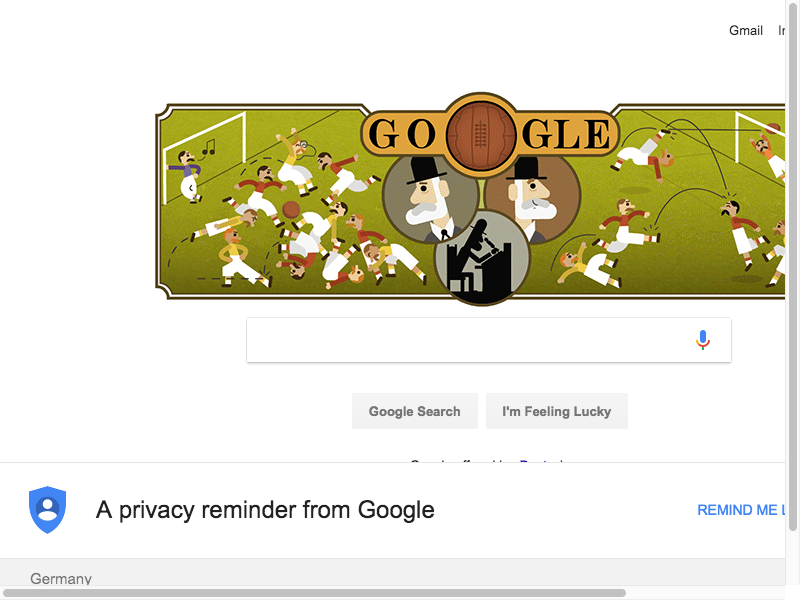 Gmail
GOOGLE
Google Search
I'm Feeling Lucky
A privacy reminder from Google
REMIND ME
Germany